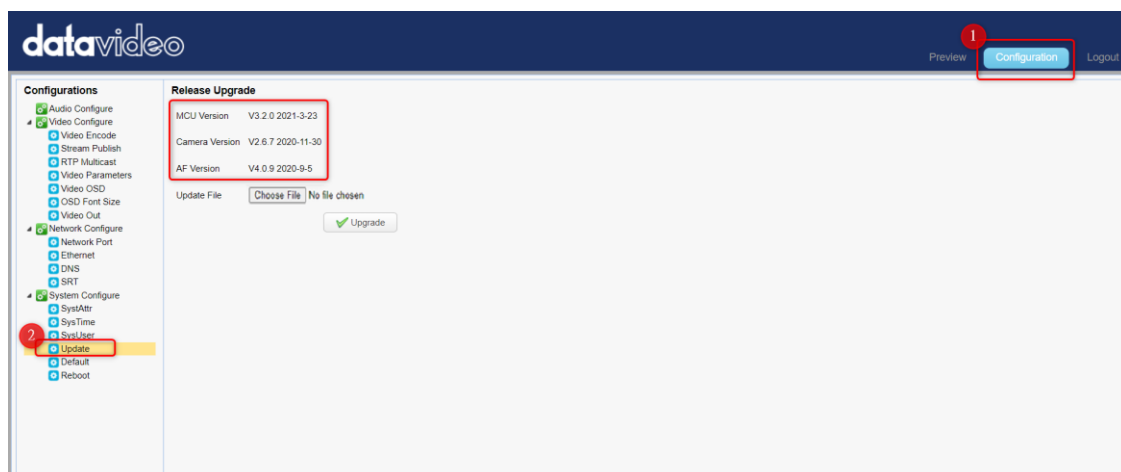 datavideo
1
Preview
Configuration
Logout
Configurations
Audio Configure
Video Configure
Video Encode
Stream Publish
RTP Multicast
Video Parameters
Video OSD
OSD Font Size
Video Out
Network Configure
Network Port
Ethernet
DNS
SRT
System Configure
SystAttr
SysTime
2
SysUser
Update
Default
Reboot
Release Upgrade
MCU Version V3.2.0 2021-3-23
Camera Version V2.6.7 2020-11-30
AF Version V4.0.9 2020-9-5
Update File Choose File No file chosen
Upgrade